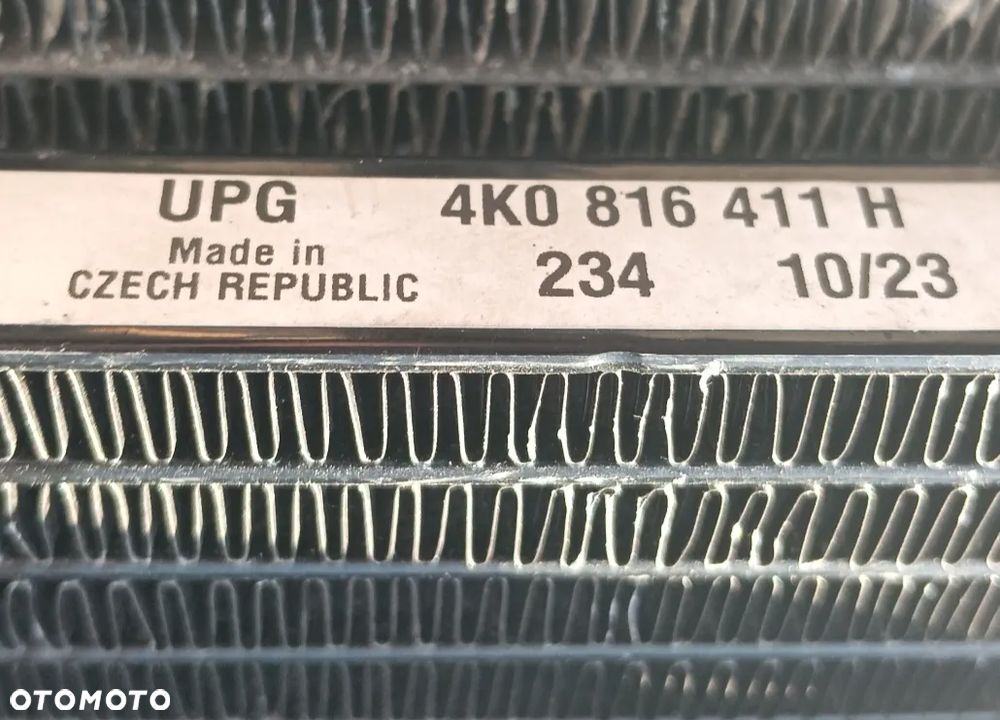 UPG 4K0 816 411 H
Made in
CZECH REPUBLIC 234 10/23
OTOMOTO